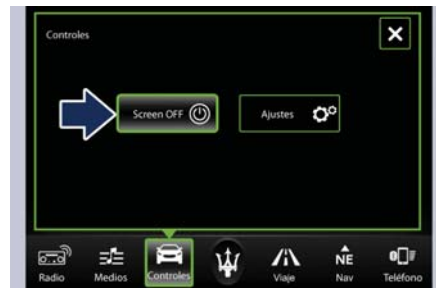 Controles
Screen OFF
Ajustes
Radio
Medios
Controles
Viaje
NE
Nav
Teléfono